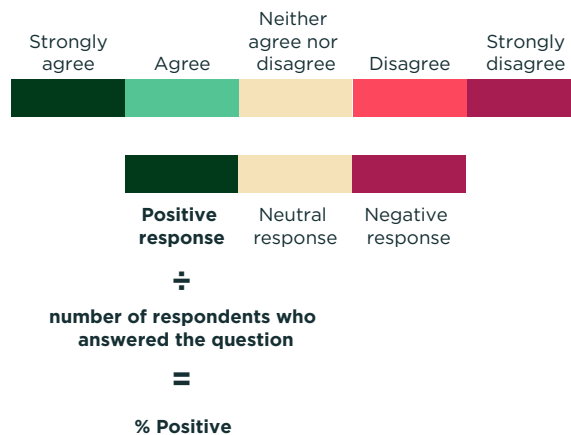 Strongly
agree
Agree
Neither
agree nor
disagree
Disagree
Strongly
disagree
Positive
response
Neutral
response
Negative
response
÷
number of respondents who
answered the question
=
% Positive